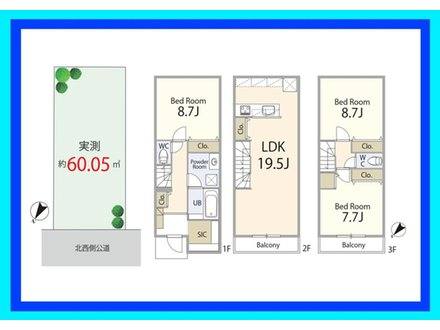 実測
約60.05㎡
北西側公道
Bed Room
8.7J
Clo.
WC
Powder Room
Clo.
UB
SIC
1F
Clo.
LDK
19.5J
Balcony
2F
Bed Room
8.7J
Clo.
WC
Clo.
Bed Room
7.7J
Balcony
3F